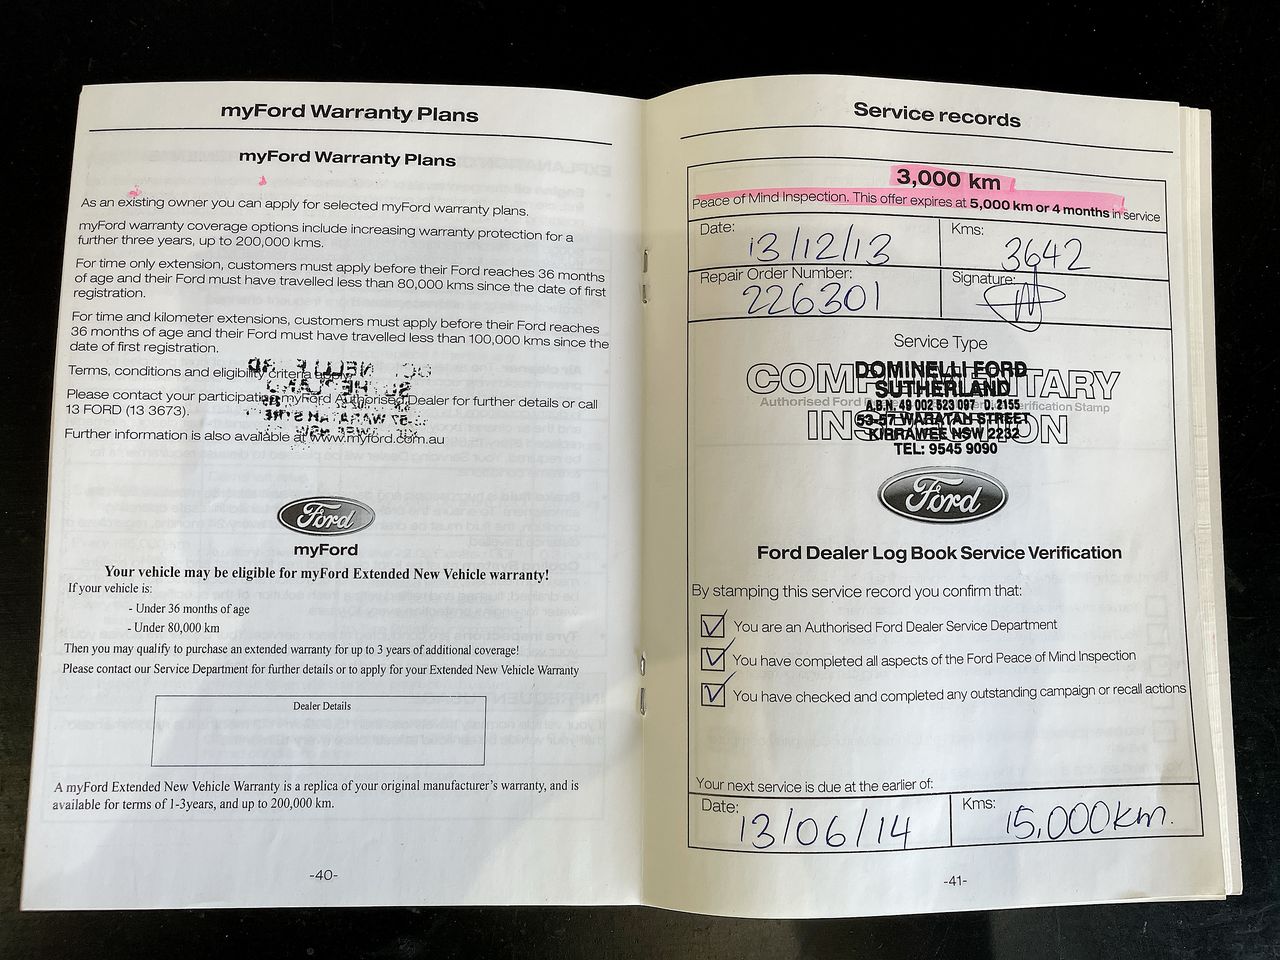 myFord Warranty Plans
myFord Warranty Plans
As an existing owner you can apply for selected myFord warranty plans.
myFord warranty coverage options include increasing warranty protection for a
further three years, up to 200,000 kms.
For time only extension, customers must apply before their Ford reaches 36 months
of age and their Ford must have travelled less than 80,000 kms since the date of first
registration.
For time and kilometer extensions, customers must apply before their Ford reaches
36 months of age and their Ford must have travelled less than 100,000 kms since the
date of first registration.
Terms, conditions and eligibility criteria apply.
Please contact your participating myFord Authorised Dealer for further details or call
13 FORD (13 3673).
Further information is also available at www.myford.com.au
Ford
myFord
Your vehicle may be eligible for myFord Extended New Vehicle warranty!
If your vehicle is:
- Under 36 months of age
- Under 80,000 km
Then you may qualify to purchase an extended warranty for up to 3 years of additional coverage!
Please contact our Service Department for further details or to apply for your Extended New Vehicle Warranty
Dealer Details
A myFord Extended New Vehicle Warranty is a replica of your original manufacturer's warranty, and is
available for terms of 1-3years, and up to 200,000 km.
-40-
Service records
3,000 km
Peace of Mind Inspection. This offer expires at 5,000 km or 4 months in service
Date: 13/12/13
Kms: 3642
Repair Order Number: 226301
Signature:
Service Type
COMPLIMENTARY
INSPECTION
Authorised Ford Verification Stamp
DOMINELLI FORD
SUTHERLAND
A.B.N. 49 002 523 097 D. 2155
53-57 WARATAH STREET
KIRRAWEE NSW 2232
TEL: 9545 9090
Ford
Ford Dealer Log Book Service Verification
By stamping this service record you confirm that:
You are an Authorised Ford Dealer Service Department
You have completed all aspects of the Ford Peace of Mind Inspection
You have checked and completed any outstanding campaign or recall actions
Your next service is due at the earlier of:
Date: 13/06/14
Kms: 15,000km.
-41-